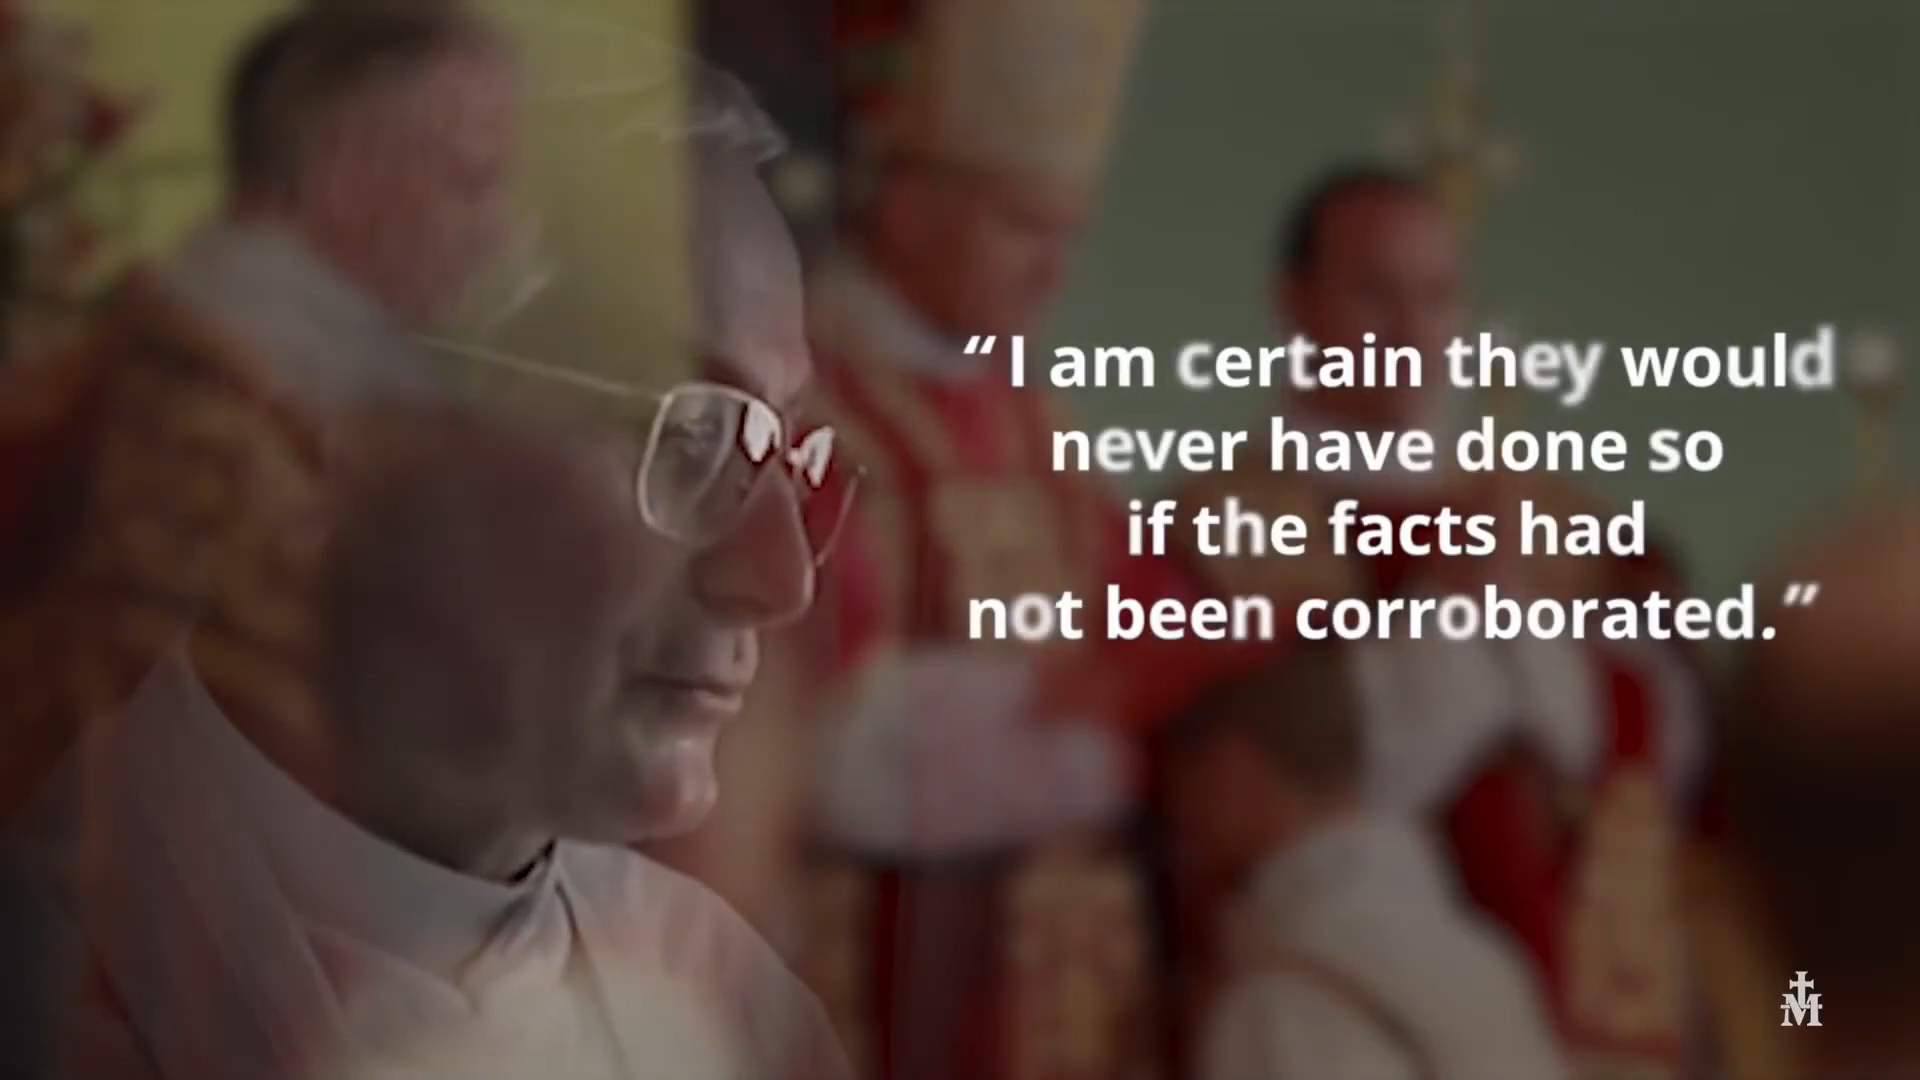 “I am certain they would
never have done so
if the facts had
not been corroborated.”